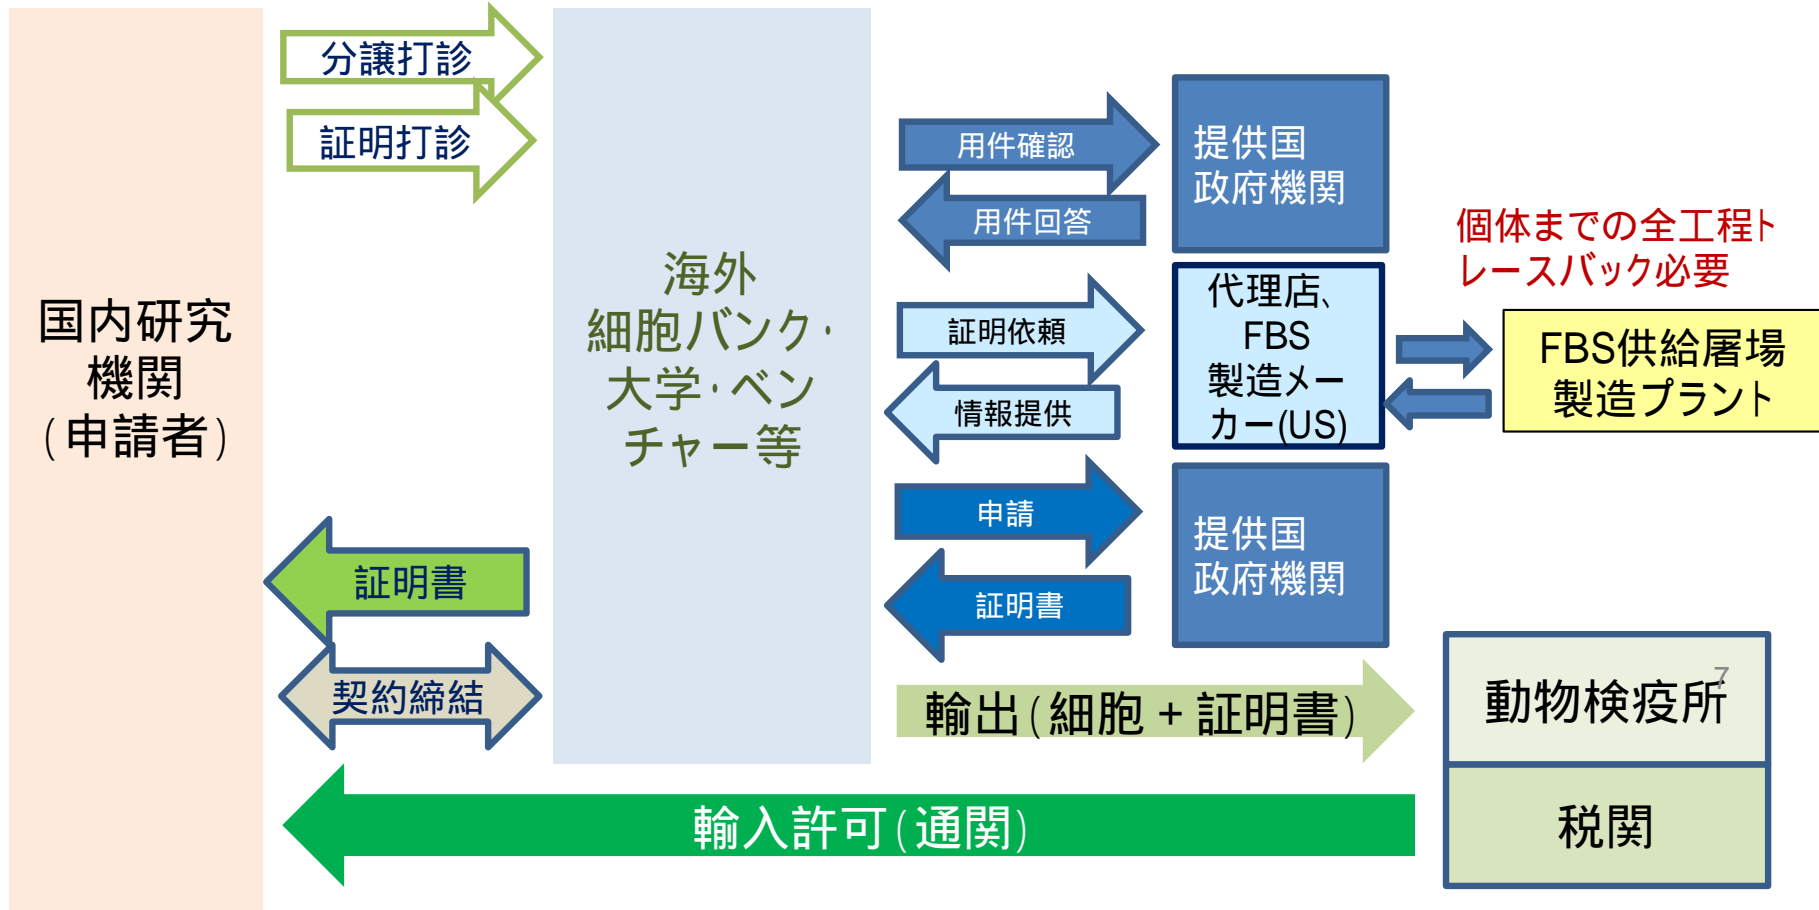 分譲打診
証明打診
国内研究
機関
(申請者)
証明書
契約締結
海外
細胞バンク・
大学・ベン
チャー等
用件確認
用件回答
提供国
政府機関
証明依頼
情報提供
代理店、
FBS
製造メー
カー(US)
個体までの全工程ト
レースバック必要
FBS供給屠場
製造プラント
申請
証明書
提供国
政府機関
輸出(細胞+証明書)
動物検疫所
7
税関
輸入許可(通関)